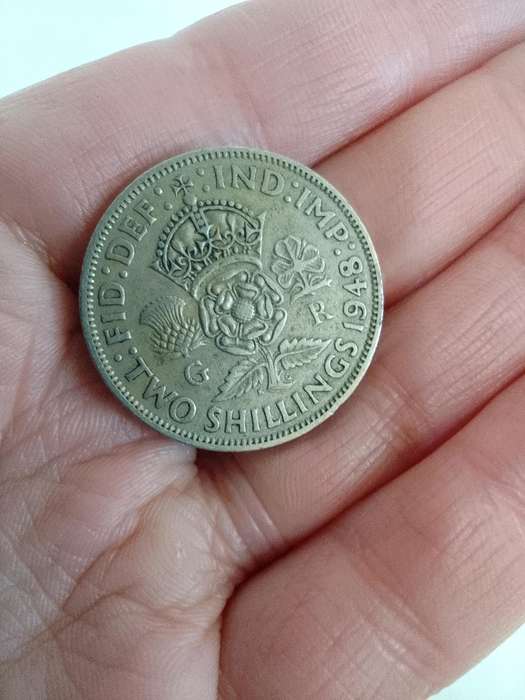 FID:DEF: IND:IMP:
TWO SHILLINGS 1948
G R